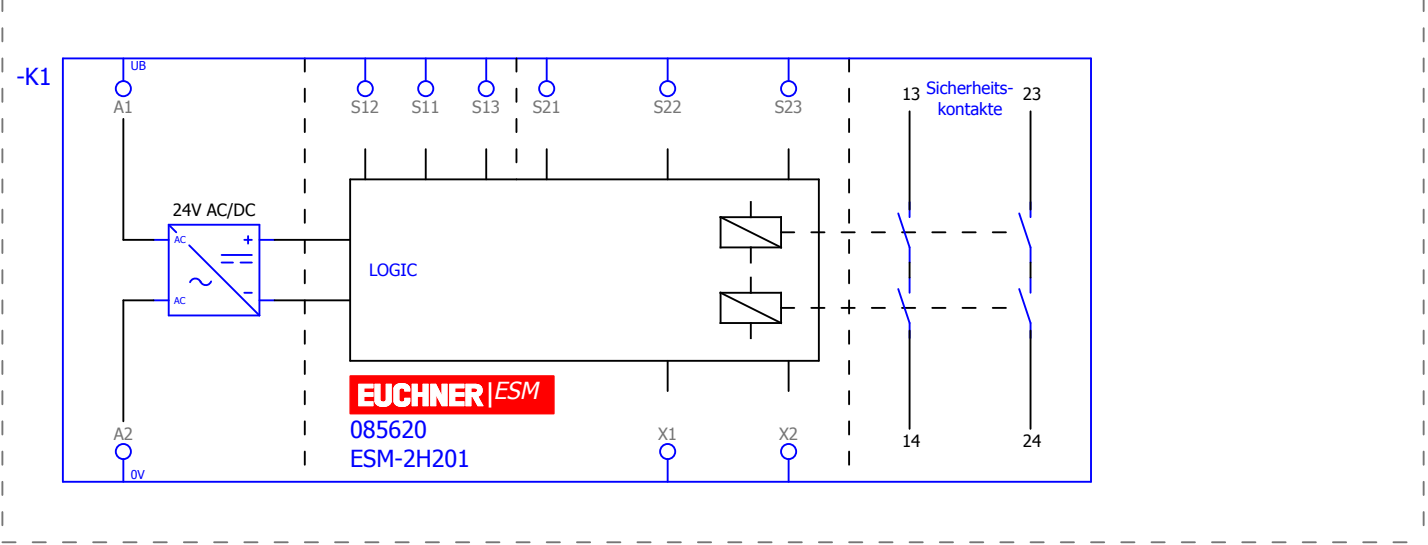 -K1
UB
A1
S12
S11
S13
S21
S22
S23
13
Sicherheits-
kontakte
23
24V AC/DC
AC
+
AC
-
LOGIC
EUCHNER|ESM
085620
ESM-2H201
A2
0V
X1
X2
14
24